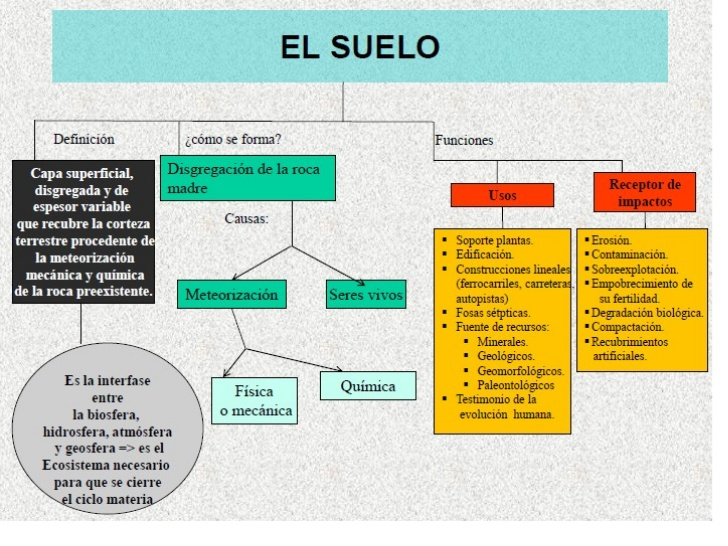 EL SUELO
Definición
¿cómo se forma?
Funciones
Capa superficial,
disgregada y de
espesor variable
que recubre la corteza
terrestre procedente de
la meteorización
mecánica y química
de la roca preexistente.
Es la interfase
entre
la biosfera,
hidrosfera, atmósfera
y geosfera => es el
Ecosistema necesario
para que se cierre
el ciclo materia
Disgregación de la roca
madre
Causas:
Meteorización
Seres vivos
Física
o mecánica
Química
Usos
▪ Soporte plantas.
▪ Edificación.
▪ Construcciones lineales
(ferrocarriles, carreteras,
autopistas)
▪ Fosas sépticas.
▪ Fuente de recursos:
▪ Minerales.
▪ Geológicos.
▪ Geomorfológicos.
▪ Paleontológicos
▪ Testimonio de la
evolución humana.
Receptor de
impactos
▪ Erosión.
▪ Contaminación.
▪ Sobreexplotación.
▪ Empobrecimiento de
su fertilidad.
▪ Degradación biológica.
▪ Compactación.
▪ Recubrimientos
artificiales.